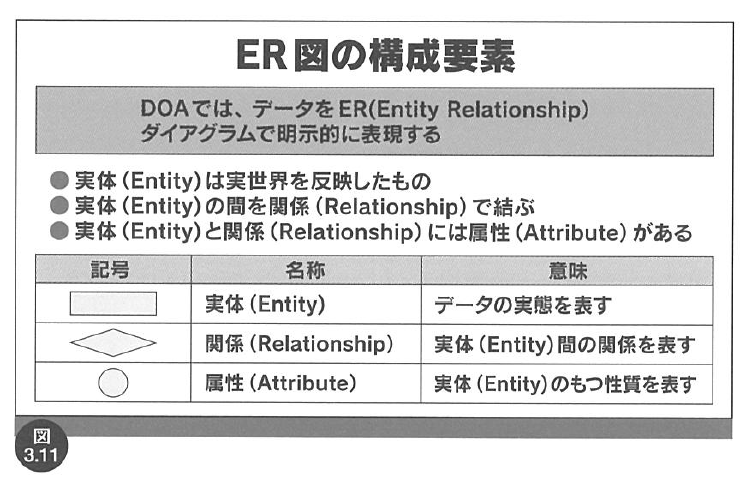 ER図の構成要素
DOAでは、データをER(Entity Relationship)
ダイアグラムで明示的に表現する
● 実体(Entity)は実世界を反映したもの
● 実体(Entity)の間を関係(Relationship)で結ぶ
● 実体(Entity)と関係(Relationship)には属性(Attribute)がある
記号 名称 意味
実体(Entity) データの実態を表す
関係(Relationship) 実体(Entity)間の関係を表す
属性(Attribute) 実体(Entity)のもつ性質を表す
図
3.11